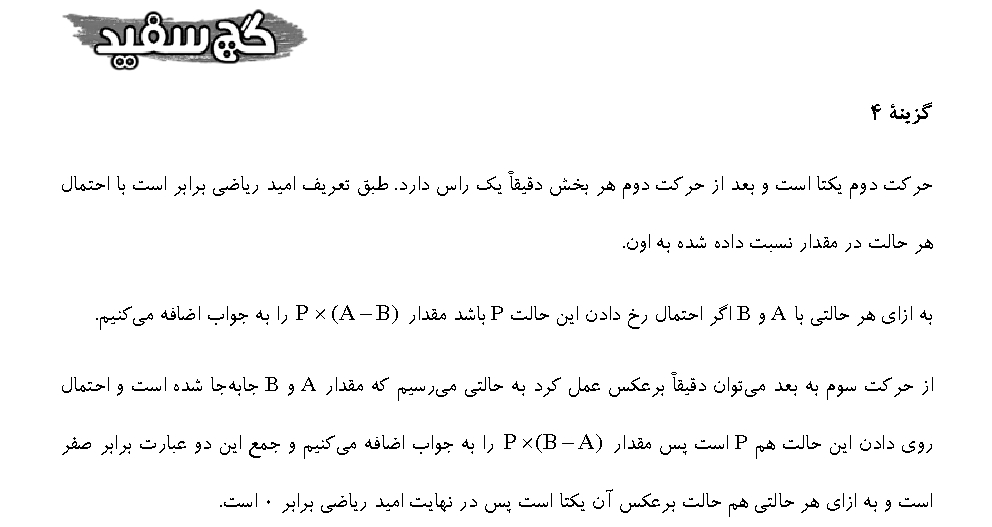 گچ سفید
گزینهٔ ۴
حرکت دوم یکتا است و بعد از حرکت دوم هر بخش دقیقاً یک راس دارد. طبق تعریف امید ریاضی برابر است با احتمال
هر حالت در مقدار نسبت داده شده به اون.
به ازای هر حالتی با A و B اگر احتمال رخ دادن این حالت P باشد مقدار P×(A−B) را به جواب اضافه می‌کنیم.
از حرکت سوم به بعد می‌توان دقیقاً برعکس عمل کرد به حالتی می‌رسیم که مقدار A و B جابه‌جا شده است و احتمال
روی دادن این حالت هم P است پس مقدار P×(B−A) را به جواب اضافه می‌کنیم و جمع این دو عبارت برابر صفر
است و به ازای هر حالتی هم حالت برعکس آن یکتا است پس در نهایت امید ریاضی برابر ۰ است.